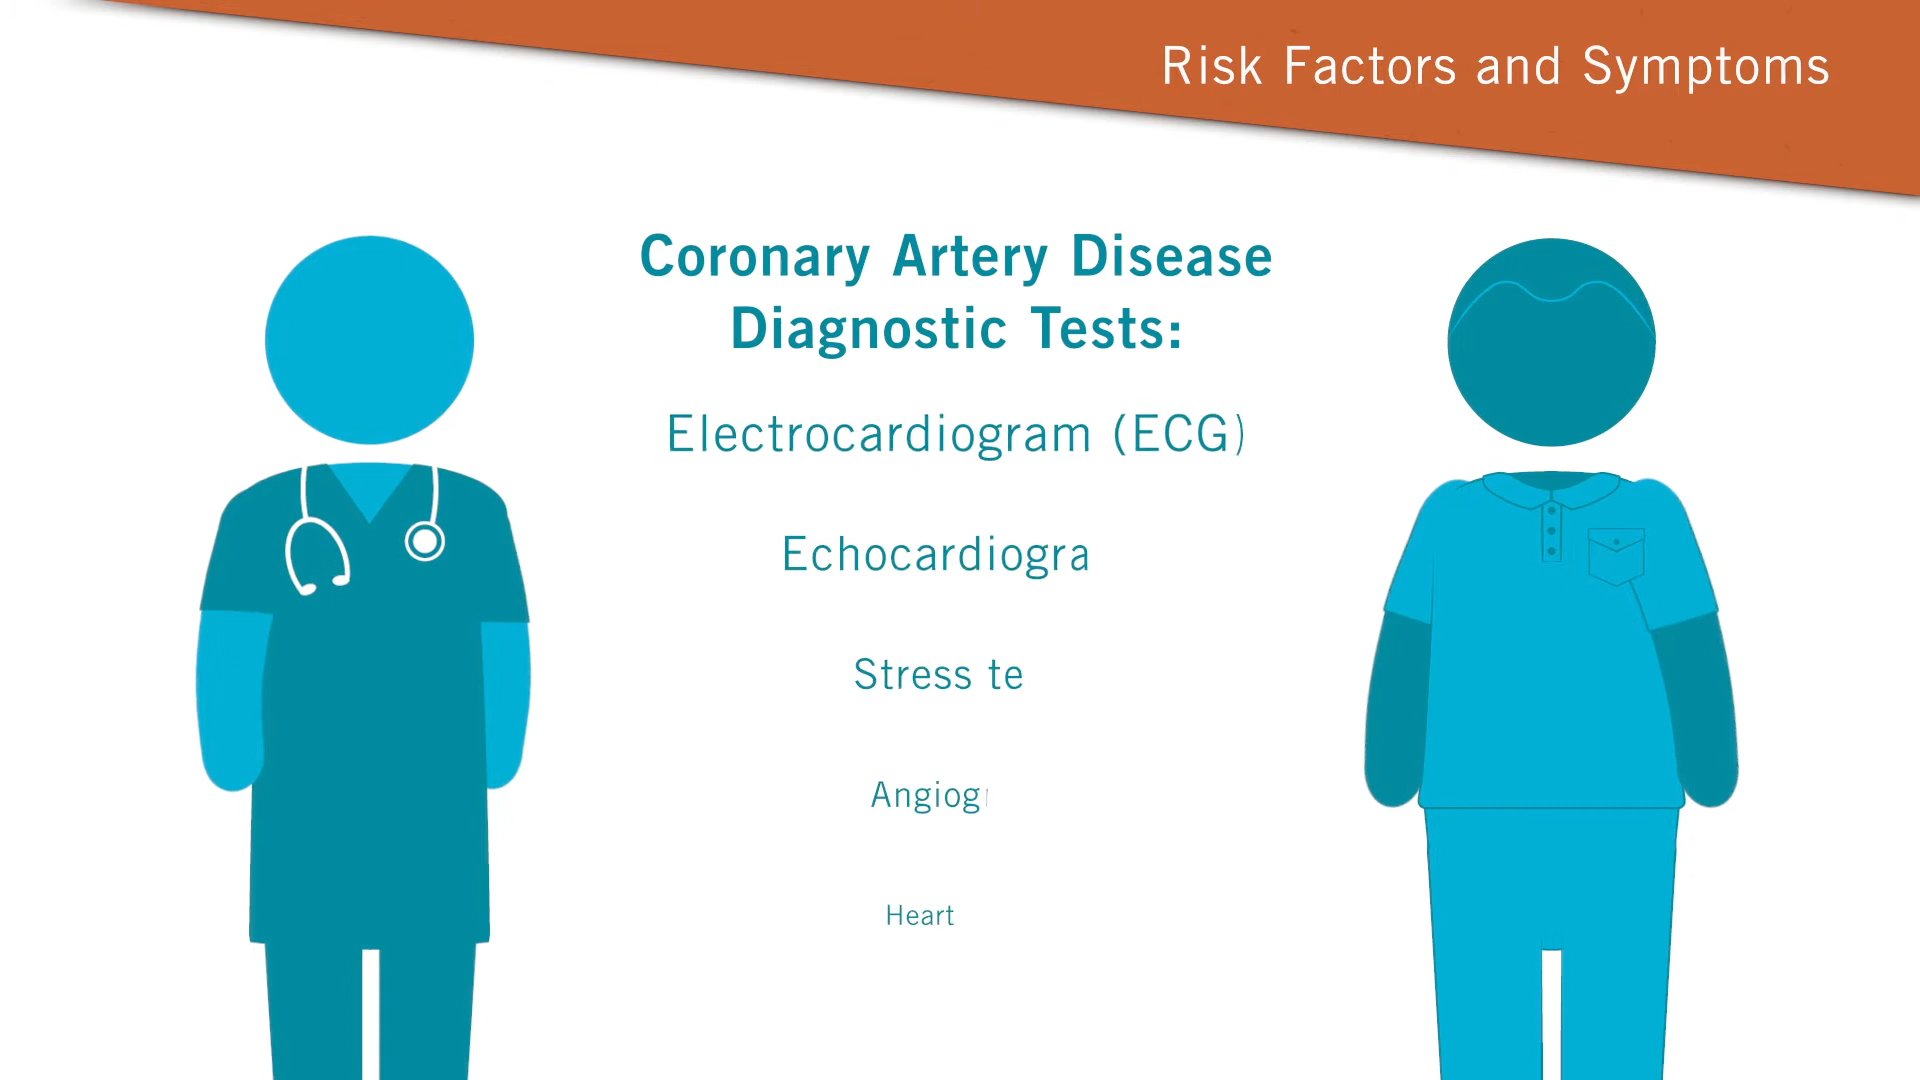 Risk Factors and Symptoms
Coronary Artery Disease
Diagnostic Tests:
Electrocardiogram (ECG)
Echocardiogra
Stress te
Angiog
Heart